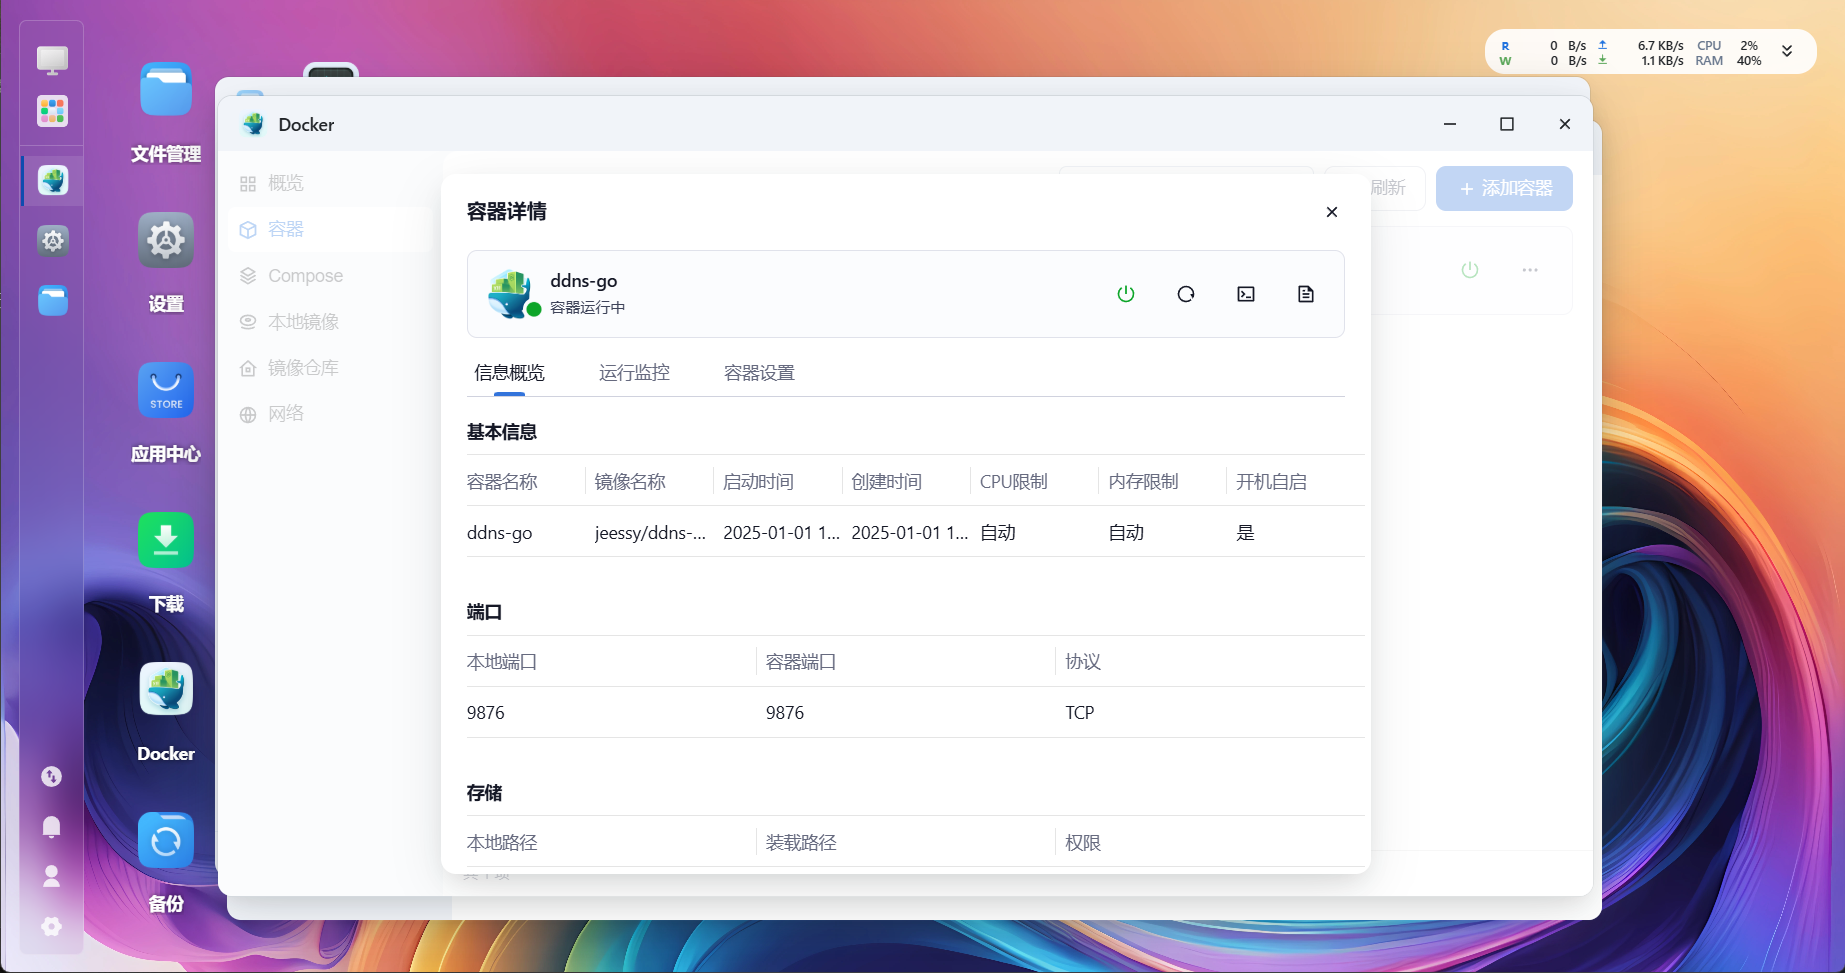 R 0 B/s 6.7 KB/s CPU 2%
W 0 B/s 1.1 KB/s RAM 40%
文件管理
设置
STORE
应用中心
下载
Docker
备份
Docker
概览
容器
Compose
本地镜像
镜像仓库
网络
刷新
+ 添加容器
容器详情
ddns-go
容器运行中
信息概览 运行监控 容器设置
基本信息
容器名称 镜像名称 启动时间 创建时间 CPU限制 内存限制 开机自启
ddns-go jeessy/ddns-... 2025-01-01 1... 2025-01-01 1... 自动 自动 是
端口
本地端口 容器端口 协议
9876 9876 TCP
存储
本地路径 装载路径 权限